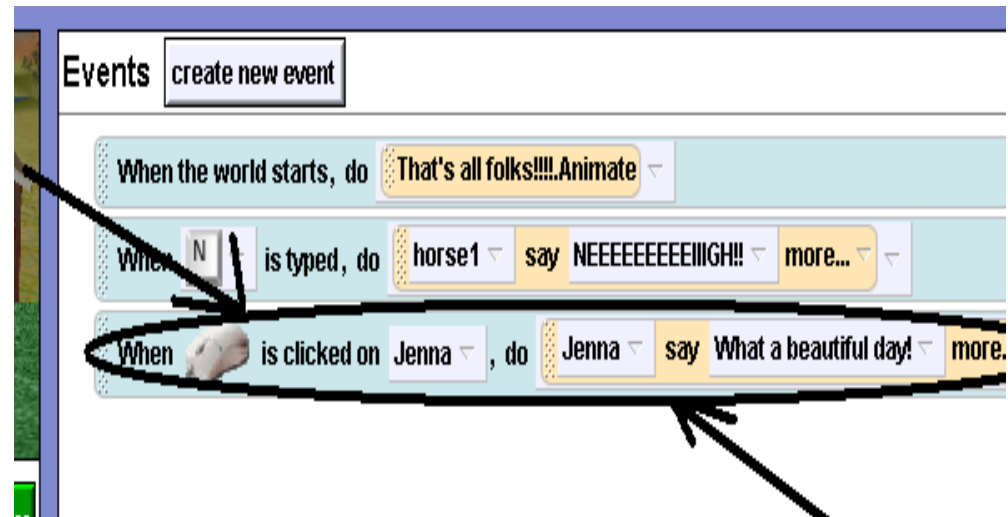 Events create new event
When the world starts, do That's all folks!!!!.Animate
When N is typed, do horse1 say NEEEEEEEEEEIIIGH!! more...
When is clicked on Jenna , do Jenna say What a beautiful day! more.